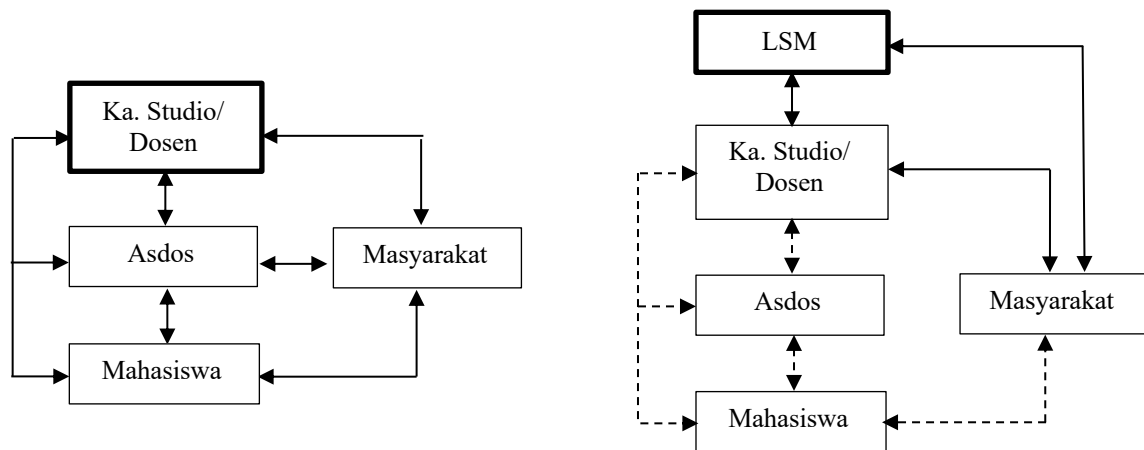 Ka. Studio/
Dosen
Asdos
Masyarakat
Mahasiswa
LSM
Ka. Studio/
Dosen
Asdos
Masyarakat
Mahasiswa